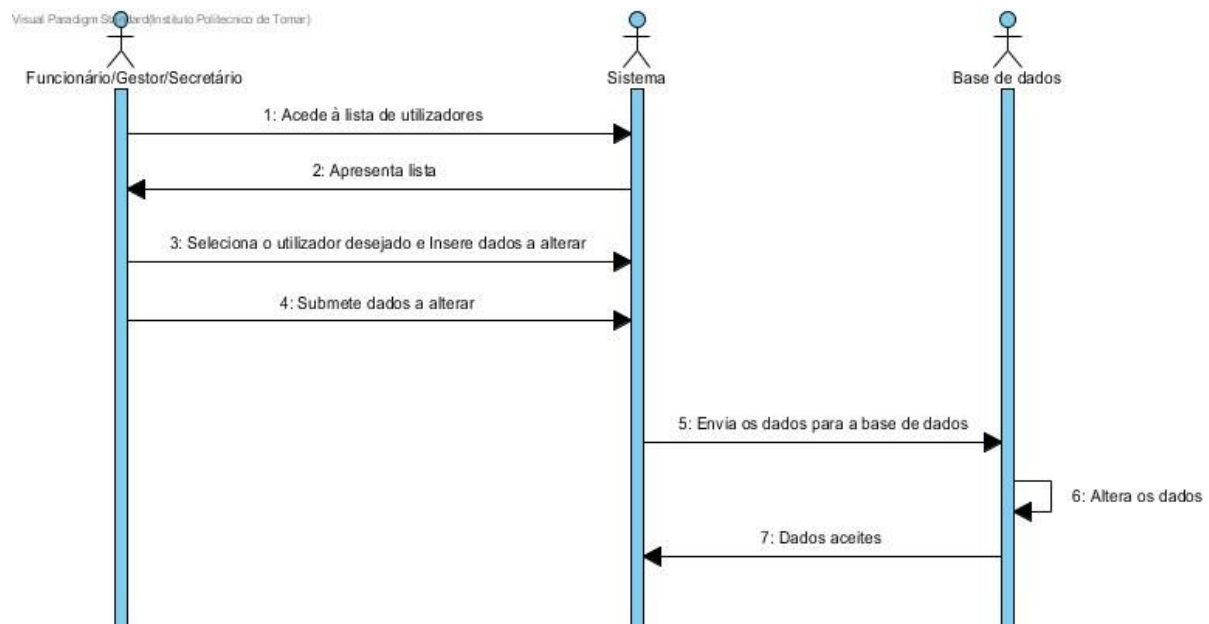 Visual Paradigm Standard(Instituto Politecnico de Tomar)
Funcionário/Gestor/Secretário
Sistema
Base de dados
1: Acede à lista de utilizadores
2: Apresenta lista
3: Seleciona o utilizador desejado e Insere dados a alterar
4: Submete dados a alterar
5: Envia os dados para a base de dados
6: Altera os dados
7: Dados aceites